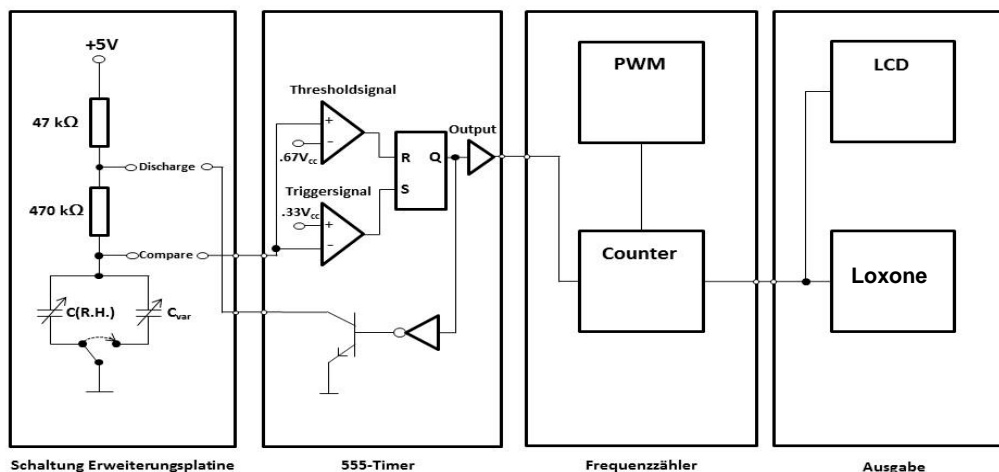 +5V
47 kΩ
Discharge
470 kΩ
Compare
C(R.H.)
Cvar
Schaltung Erweiterungsplatine
Thresholdsignal
+
−
.67Vcc
Triggersignal
.33Vcc
+
−
R Q
S
Output
555-Timer
PWM
Counter
Frequenzzähler
LCD
Loxone
Ausgabe